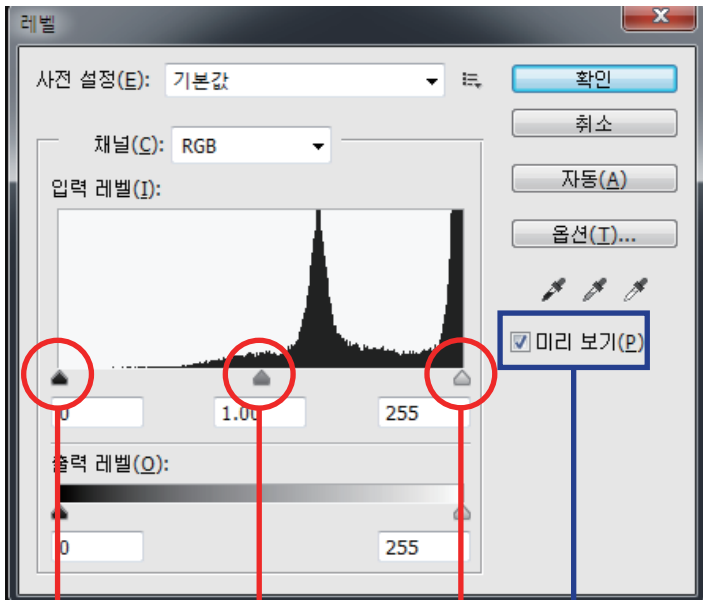 레벨
사전 설정(E): 기본값
확인
취소
채널(C): RGB
자동(A)
입력 레벨(I):
옵션(T)...
미리 보기(P)
0 1.00 255
출력 레벨(O):
0 255